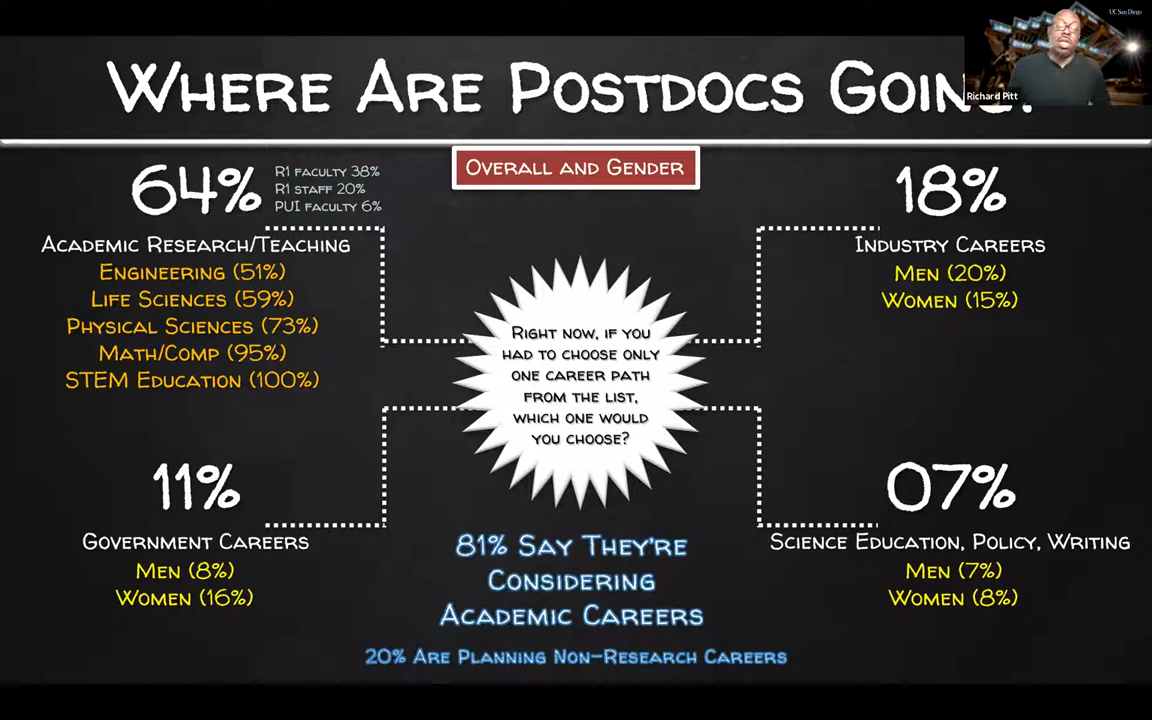 UC San Diego
Richard Pitt
WHERE ARE POSTDOCS GOING?
OVERALL AND GENDER
64%
R1 FACULTY 38%
R1 STAFF 20%
PUI FACULTY 6%
ACADEMIC RESEARCH/TEACHING
ENGINEERING (51%)
LIFE SCIENCES (59%)
PHYSICAL SCIENCES (73%)
MATH/COMP (95%)
STEM EDUCATION (100%)
18%
INDUSTRY CAREERS
MEN (20%)
WOMEN (15%)
RIGHT NOW, IF YOU
HAD TO CHOOSE ONLY
ONE CAREER PATH
FROM THE LIST,
WHICH ONE WOULD
YOU CHOOSE?
11%
GOVERNMENT CAREERS
MEN (8%)
WOMEN (16%)
07%
SCIENCE EDUCATION, POLICY, WRITING
MEN (7%)
WOMEN (8%)
81% SAY THEY'RE
CONSIDERING
ACADEMIC CAREERS
20% ARE PLANNING NON-RESEARCH CAREERS